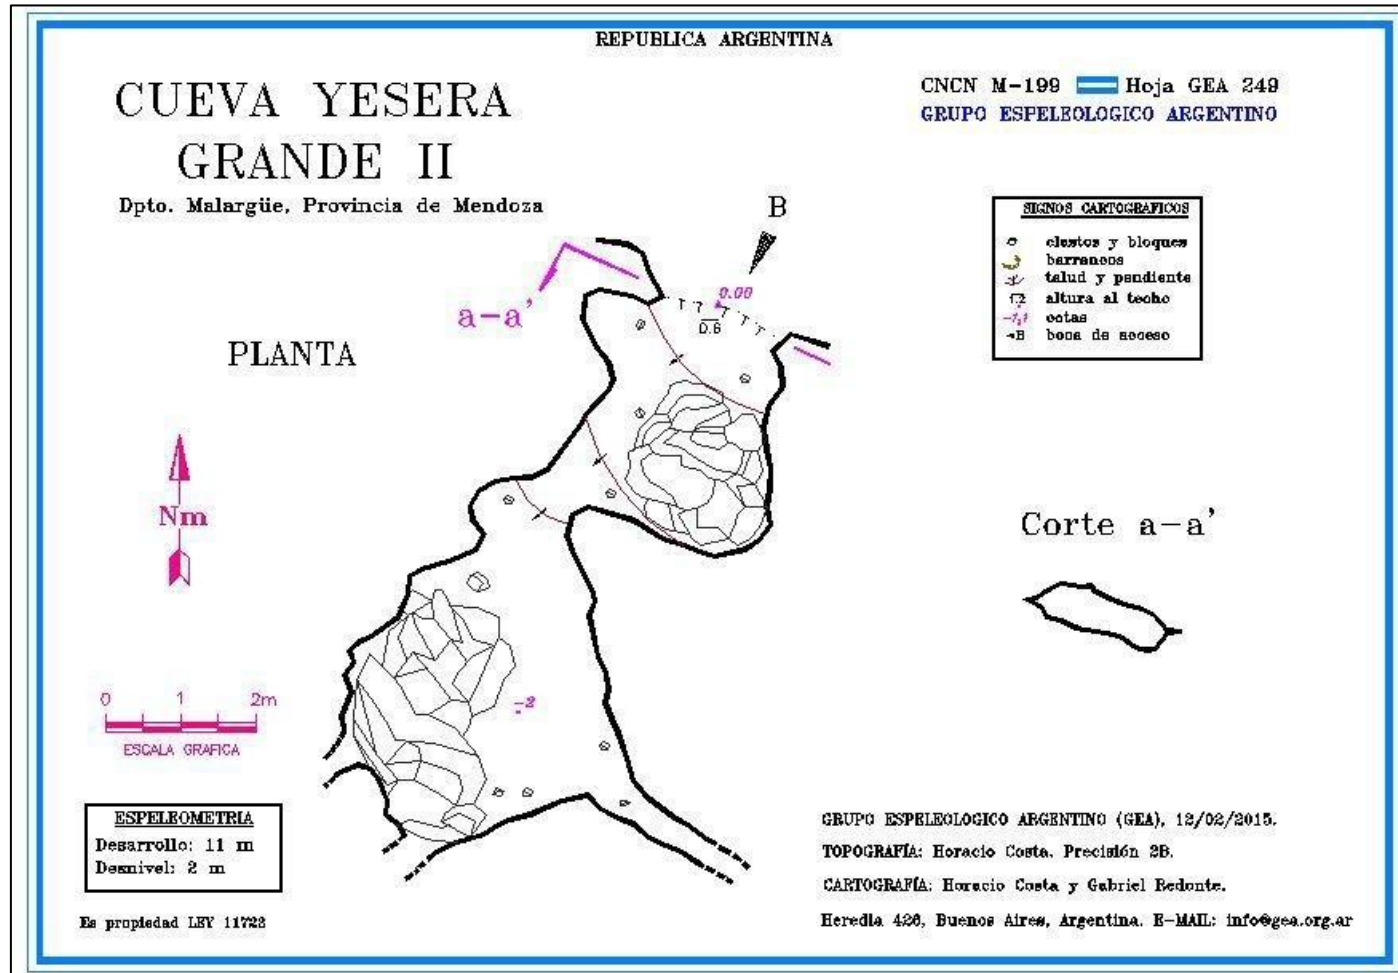 REPUBLICA ARGENTINA
CUEVA YESERA
GRANDE II
Dpto. Malargüe, Provincia de Mendoza
CNCN M-199 Hoja GEA 249
GRUPO ESPELEOLOGICO ARGENTINO
B
SIGNOS CARTOGRAFICOS
clastos y bloques
barrancos
talud y pendiente
1.2 altura al techo
-1,1 cotas
B boca de acceso
0.00
0.6
a-a'
PLANTA
Nm
Corte a-a'
-2
0 1 2m
ESCALA GRAFICA
ESPELEOMETRIA
Desarrollo: 11 m
Desnivel: 2 m
Es propiedad LEY 11723
GRUPO ESPELEOLOGICO ARGENTINO (GEA), 12/02/2015.
TOPOGRAFÍA: Horacio Costa. Precisión 2B.
CARTOGRAFÍA: Horacio Costa y Gabriel Redonte.
Heredia 426, Buenos Aires, Argentina. E-MAIL: info@gea.org.ar